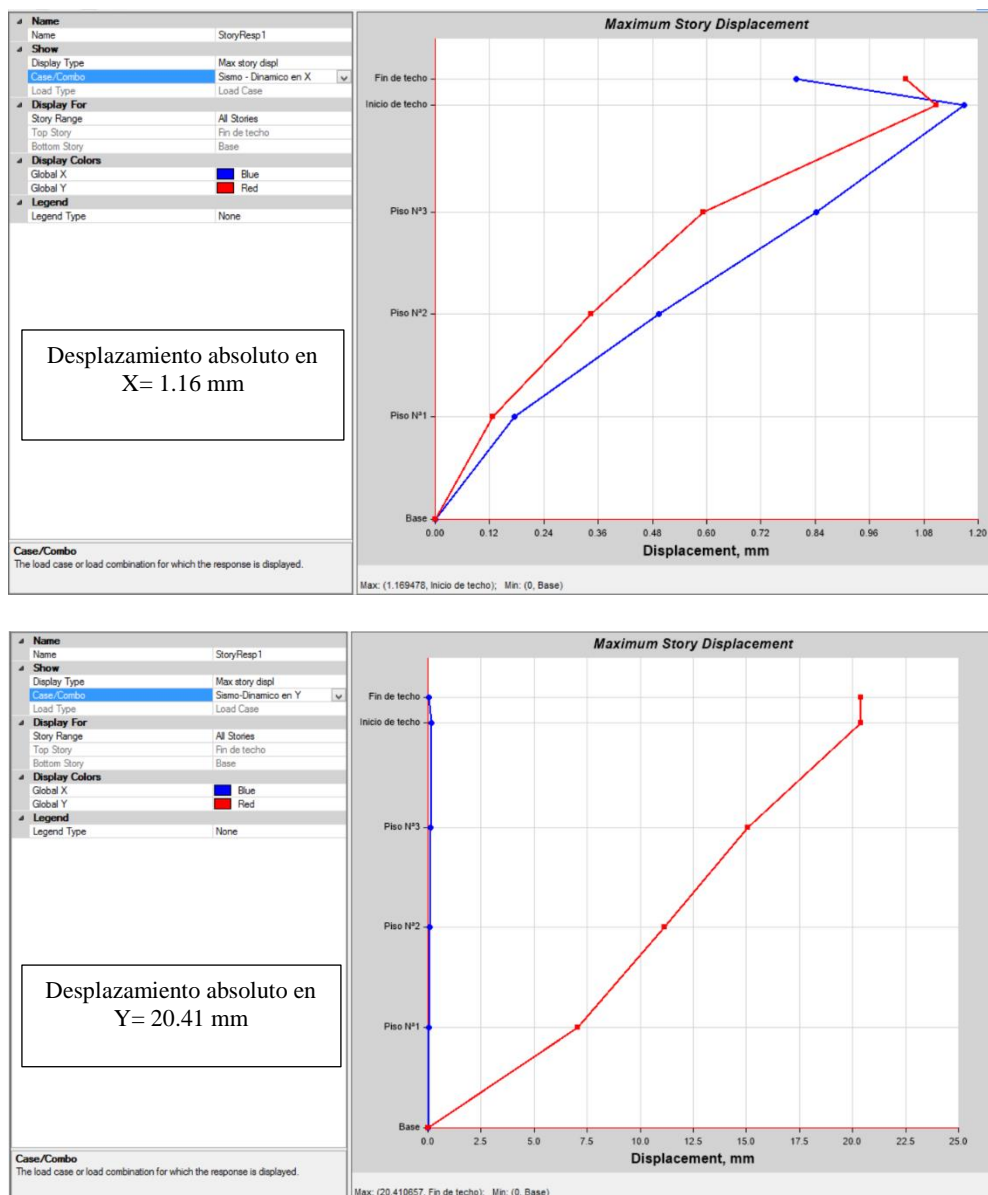 Name
Name StoryResp1
Show
Display Type Max story displ
Case/Combo Sismo - Dinamico en X
Load Type Load Case
Display For
Story Range All Stories
Top Story Fin de techo
Bottom Story Base
Display Colors
Global X Blue
Global Y Red
Legend
Legend Type None
Desplazamiento absoluto en
X= 1.16 mm
Case/Combo
The load case or load combination for which the response is displayed.
Maximum Story Displacement
Fin de techo
Inicio de techo
Piso Nº3
Piso Nº2
Piso Nº1
Base
0.00 0.12 0.24 0.36 0.48 0.60 0.72 0.84 0.96 1.08 1.20
Displacement, mm
Max: (1.169478, Inicio de techo); Min: (0, Base)
Name
Name StoryResp1
Show
Display Type Max story displ
Case/Combo Sismo-Dinamico en Y
Load Type Load Case
Display For
Story Range All Stories
Top Story Fin de techo
Bottom Story Base
Display Colors
Global X Blue
Global Y Red
Legend
Legend Type None
Desplazamiento absoluto en
Y= 20.41 mm
Case/Combo
The load case or load combination for which the response is displayed.
Maximum Story Displacement
Fin de techo
Inicio de techo
Piso Nº3
Piso Nº2
Piso Nº1
Base
0.0 2.5 5.0 7.5 10.0 12.5 15.0 17.5 20.0 22.5 25.0
Displacement, mm
Max: (20.410657, Fin de techo); Min: (0, Base)